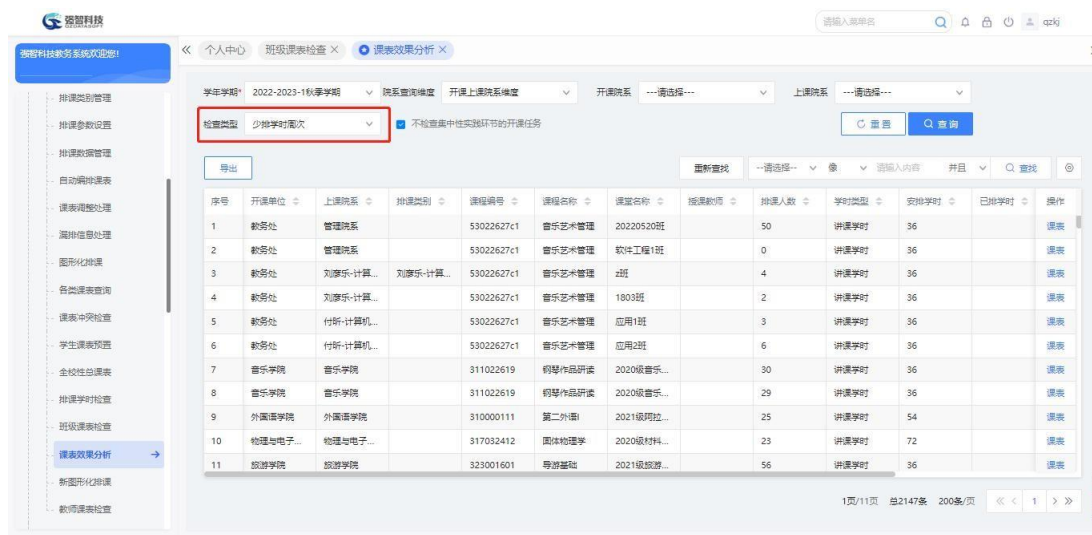 强智科技
QIZHIDATASOFT
请输入菜单名
qzkj
强智科技教务系统欢迎您!
个人中心 班级课表检查 × 课表效果分析 ×
排课类别管理
排课参数设置
排课数据管理
自动编排课表
课表调整处理
漏排信息处理
图形化排课
各类课表查询
课表冲突检查
学生课表预置
全校性总课表
排课学时检查
班级课表检查
课表效果分析
新图形化排课
教师课表检查
学年学期* 2022-2023-1秋季学期 院系查询维度 开课上课院系维度 开课院系 ---请选择--- 上课院系 ---请选择---
检查类型 少排学时周次 不检查集中性实践环节的开课任务 重置 查询
导出 重新查找 --请选择-- 像 请输入内容 并且 查找
序号 开课单位 上课院系 排课类别 课程编号 课程名称 课堂名称 授课教师 排课人数 学时类型 安排学时 已排学时 操作
1 教务处 管理院系 53022627c1 音乐艺术管理 20220520班 50 讲课学时 36 课表
2 教务处 管理院系 53022627c1 音乐艺术管理 软件工程1班 0 讲课学时 36 课表
3 教务处 刘彦乐-计算... 刘彦乐-计算... 53022627c1 音乐艺术管理 z班 4 讲课学时 36 课表
4 教务处 刘彦乐-计算... 53022627c1 音乐艺术管理 1803班 2 讲课学时 36 课表
5 教务处 付昕-计算机... 53022627c1 音乐艺术管理 应用1班 3 讲课学时 36 课表
6 教务处 付昕-计算机... 53022627c1 音乐艺术管理 应用2班 6 讲课学时 36 课表
7 音乐学院 音乐学院 311022619 钢琴作品研读 2020级音乐... 30 讲课学时 36 课表
8 音乐学院 音乐学院 311022619 钢琴作品研读 2020级音乐... 29 讲课学时 36 课表
9 外国语学院 外国语学院 310000111 第二外语I 2021级阿拉... 25 讲课学时 54 课表
10 物理与电子... 物理与电子... 317032412 固体物理学 2020级材料... 23 讲课学时 72 课表
11 旅游学院 旅游学院 323001601 导游基础 2021级旅游... 56 讲课学时 36 课表
1页/11页 总2147条 200条/页 1